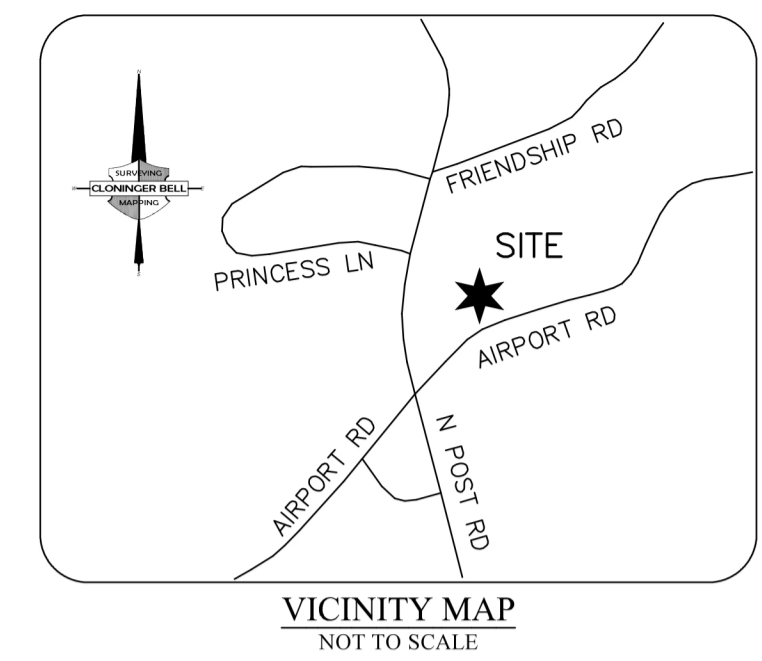 N
SURVEYING
CLONINGER BELL
MAPPING
FRIENDSHIP RD
SITE
PRINCESS LN
AIRPORT RD
AIRPORT RD
N POST RD
VICINITY MAP
NOT TO SCALE